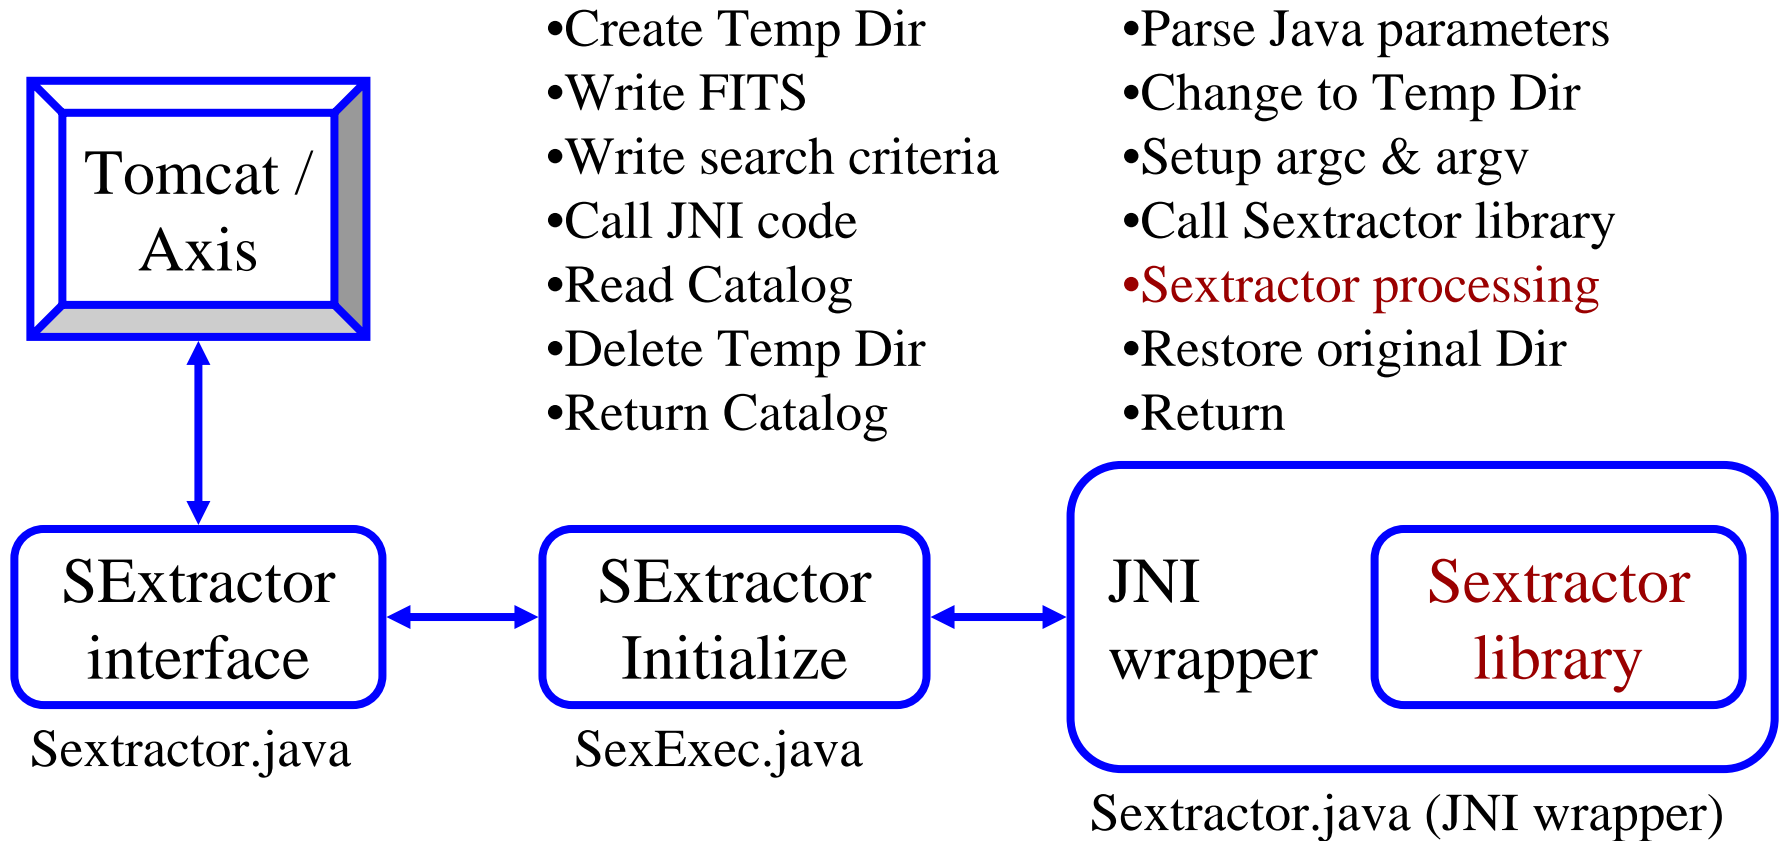 •Create Temp Dir
•Write FITS
•Write search criteria
•Call JNI code
•Read Catalog
•Delete Temp Dir
•Return Catalog
•Parse Java parameters
•Change to Temp Dir
•Setup argc & argv
•Call Sextractor library
•Sextractor processing
•Restore original Dir
•Return
Tomcat /
Axis
SExtractor
interface
Sextractor.java
SExtractor
Initialize
SexExec.java
JNI
wrapper
Sextractor
library
Sextractor.java (JNI wrapper)